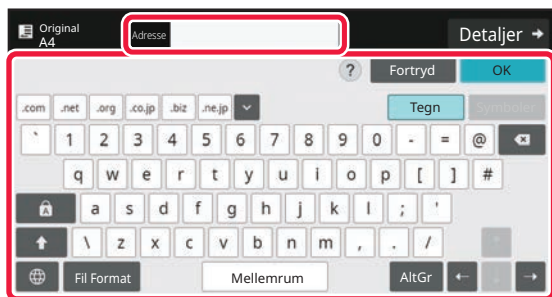 Original
A4
Adresse
Detaljer →
? Fortryd OK
.com .net .org .co.jp .biz .ne.jp Tegn Symboler
` 1 2 3 4 5 6 7 8 9 0 - = @
q w e r t y u i o p [ ] #
A a s d f g h j k l ; '
\ z x c v b n m , . /
Fil Format Mellemrum AltGr ← ↓ →